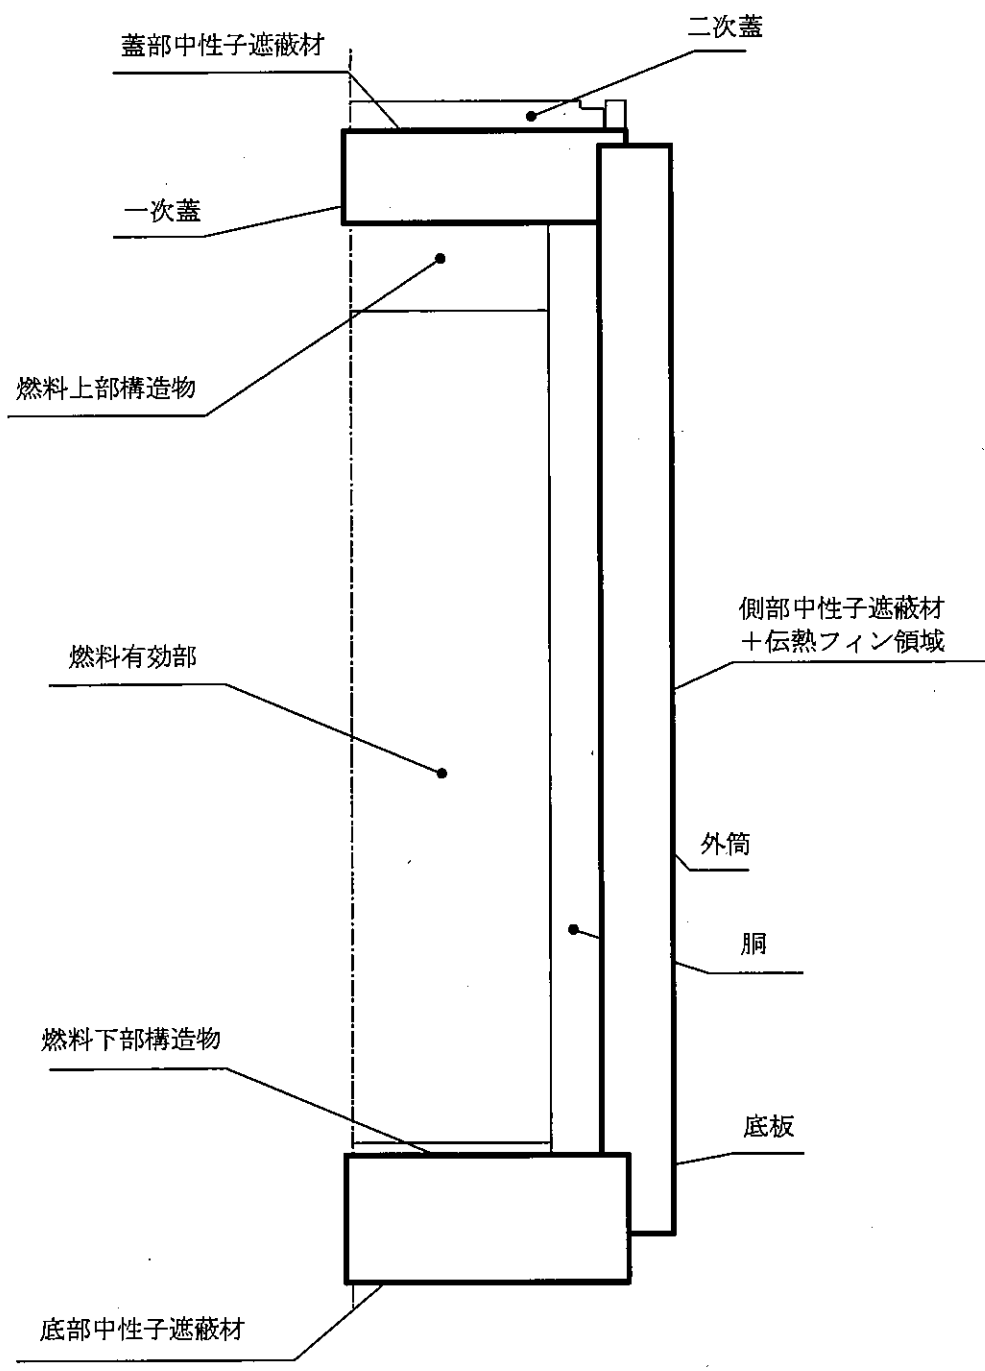 二次蓋
蓋部中性子遮蔽材
一次蓋
燃料上部構造物
側部中性子遮蔽材
+伝熱フィン領域
燃料有効部
外筒
胴
燃料下部構造物
底板
底部中性子遮蔽材